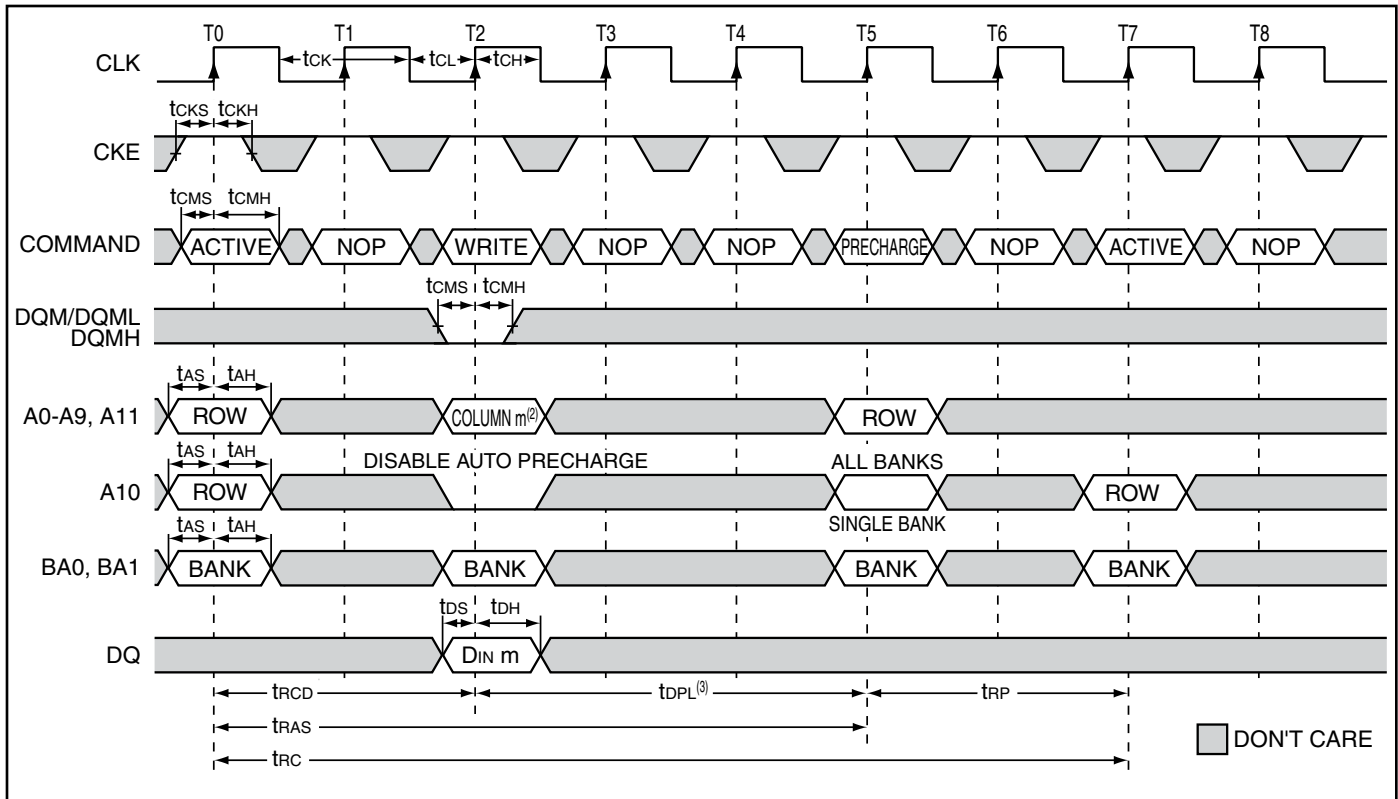 T0 T1 T2 T3 T4 T5 T6 T7 T8
CLK tCK tCL tCH
tCKS tCKH
CKE
tCMS tCMH
COMMAND ACTIVE NOP WRITE NOP NOP PRECHARGE NOP ACTIVE NOP
tCMS tCMH
DQM/DQML
DQMH
tAS tAH
A0-A9, A11 ROW COLUMN m(2) ROW
tAS tAH DISABLE AUTO PRECHARGE ALL BANKS
A10 ROW ROW
tAS tAH SINGLE BANK
BA0, BA1 BANK BANK BANK BANK
tDS tDH
DQ DIN m
tRCD tDPL(3) tRP
tRAS
DON'T CARE
tRC